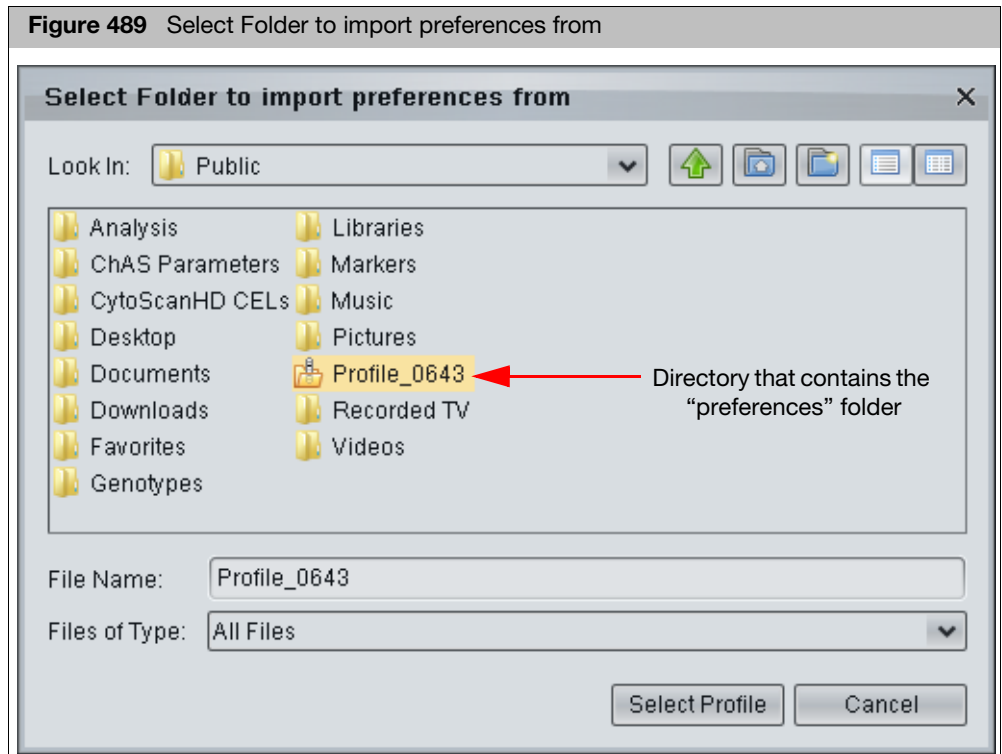 Figure 489 Select Folder to import preferences from
Select Folder to import preferences from
Look In: Public
Analysis
ChAS Parameters
CytoScanHD CELs
Desktop
Documents
Downloads
Favorites
Genotypes
Libraries
Markers
Music
Pictures
Profile_0643
Recorded TV
Videos
Directory that contains the
“preferences” folder
File Name: Profile_0643
Files of Type: All Files
Select Profile Cancel